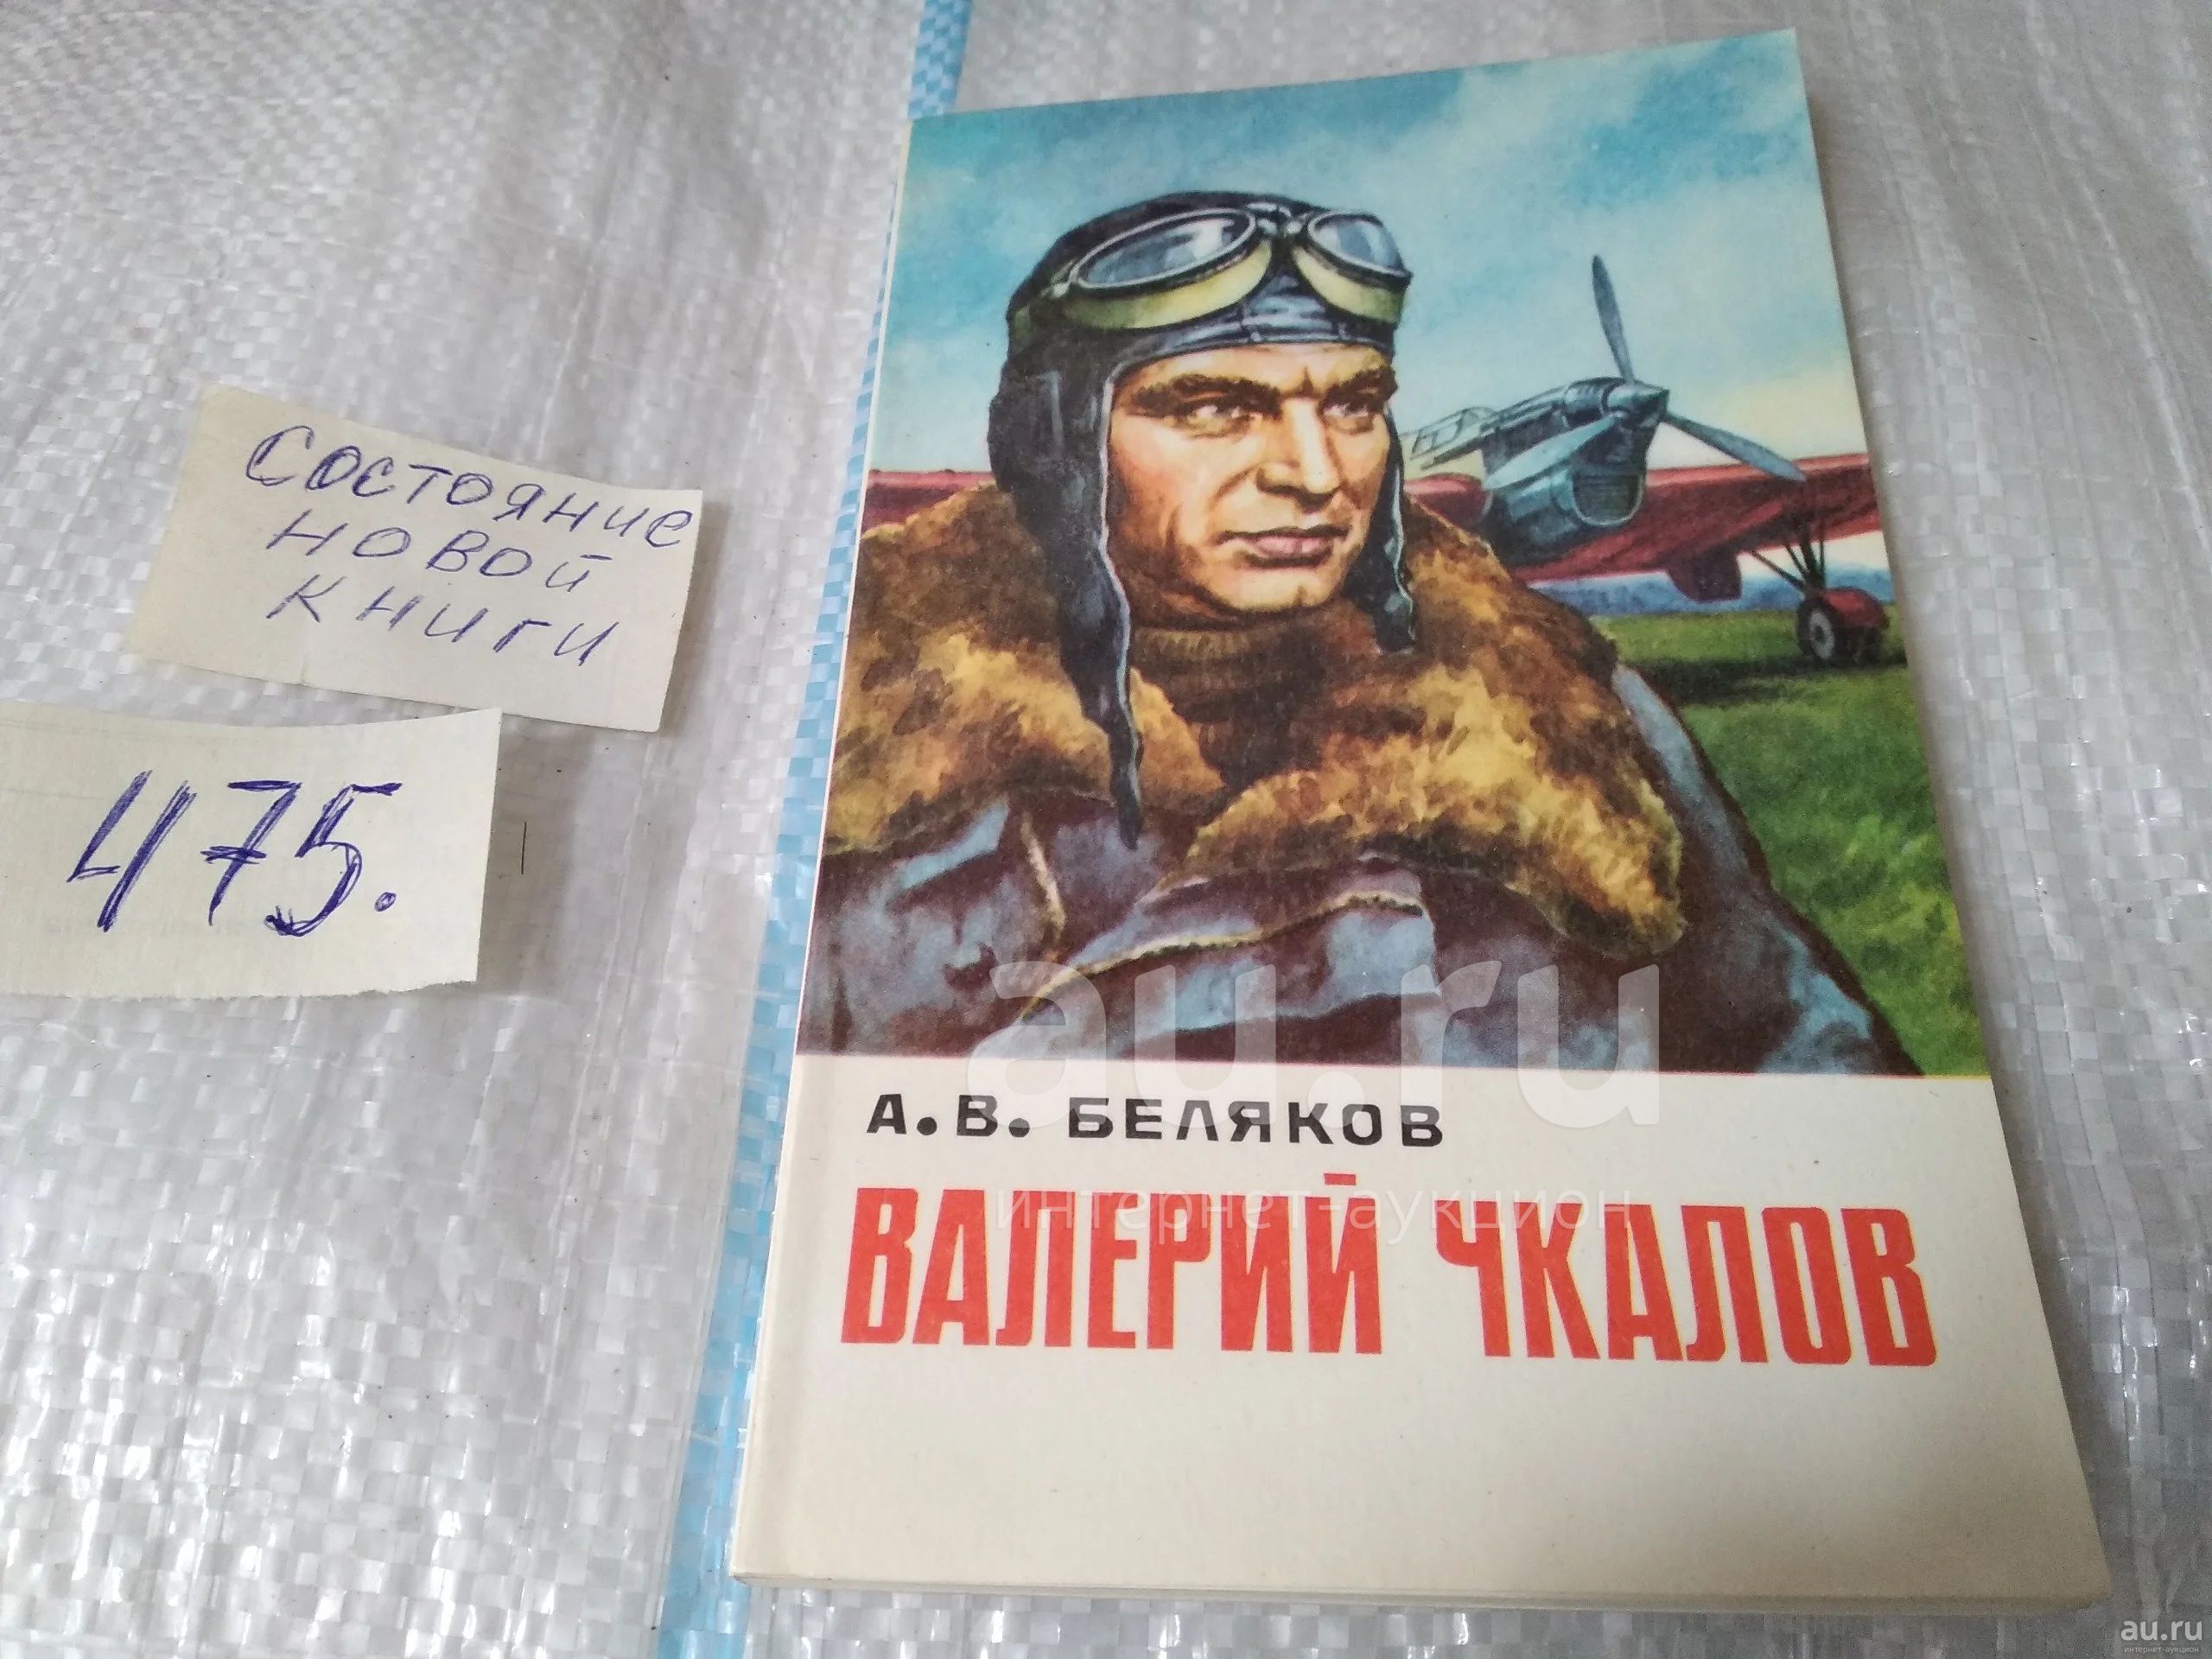 Состояние
новой
книги
475.
А. В. БЕЛЯКОВ
ВАЛЕРИЙ ЧКАЛОВ
au.ru
интернет-аукцион
au.ru
интернет-аукцион